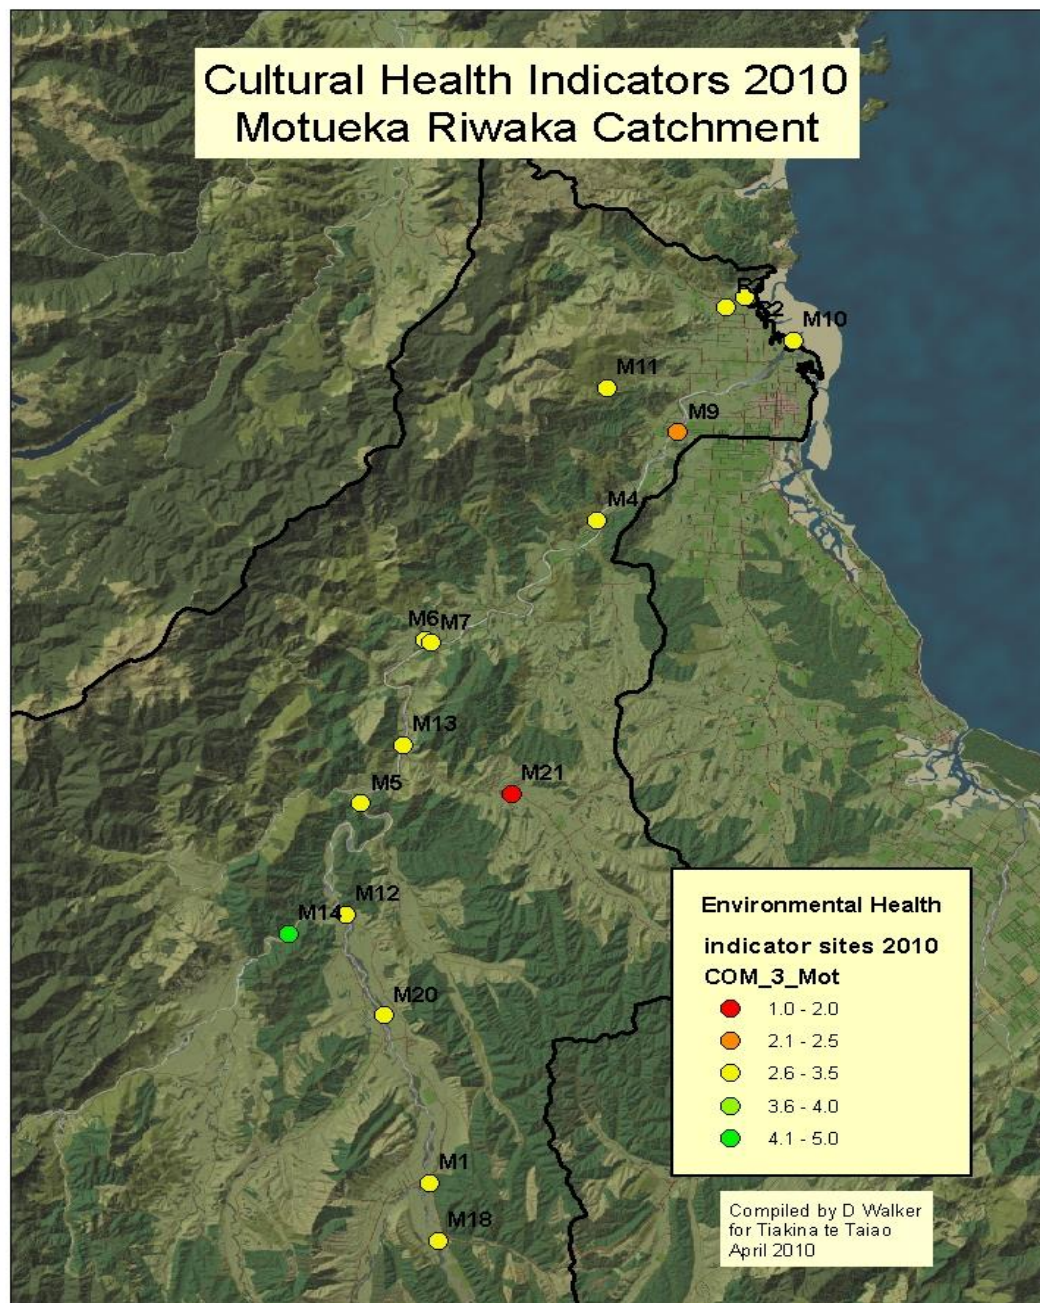 Cultural Health Indicators 2010
Motueka Riwaka Catchment
M10
M11
M9
M4
M6
M7
M13
M21
M5
M12
M14
M20
M1
M18
Environmental Health
indicator sites 2010
COM_3_Mot
1.0 - 2.0
2.1 - 2.5
2.6 - 3.5
3.6 - 4.0
4.1 - 5.0
Compiled by D Walker
for Tiakina te Taiao
April 2010